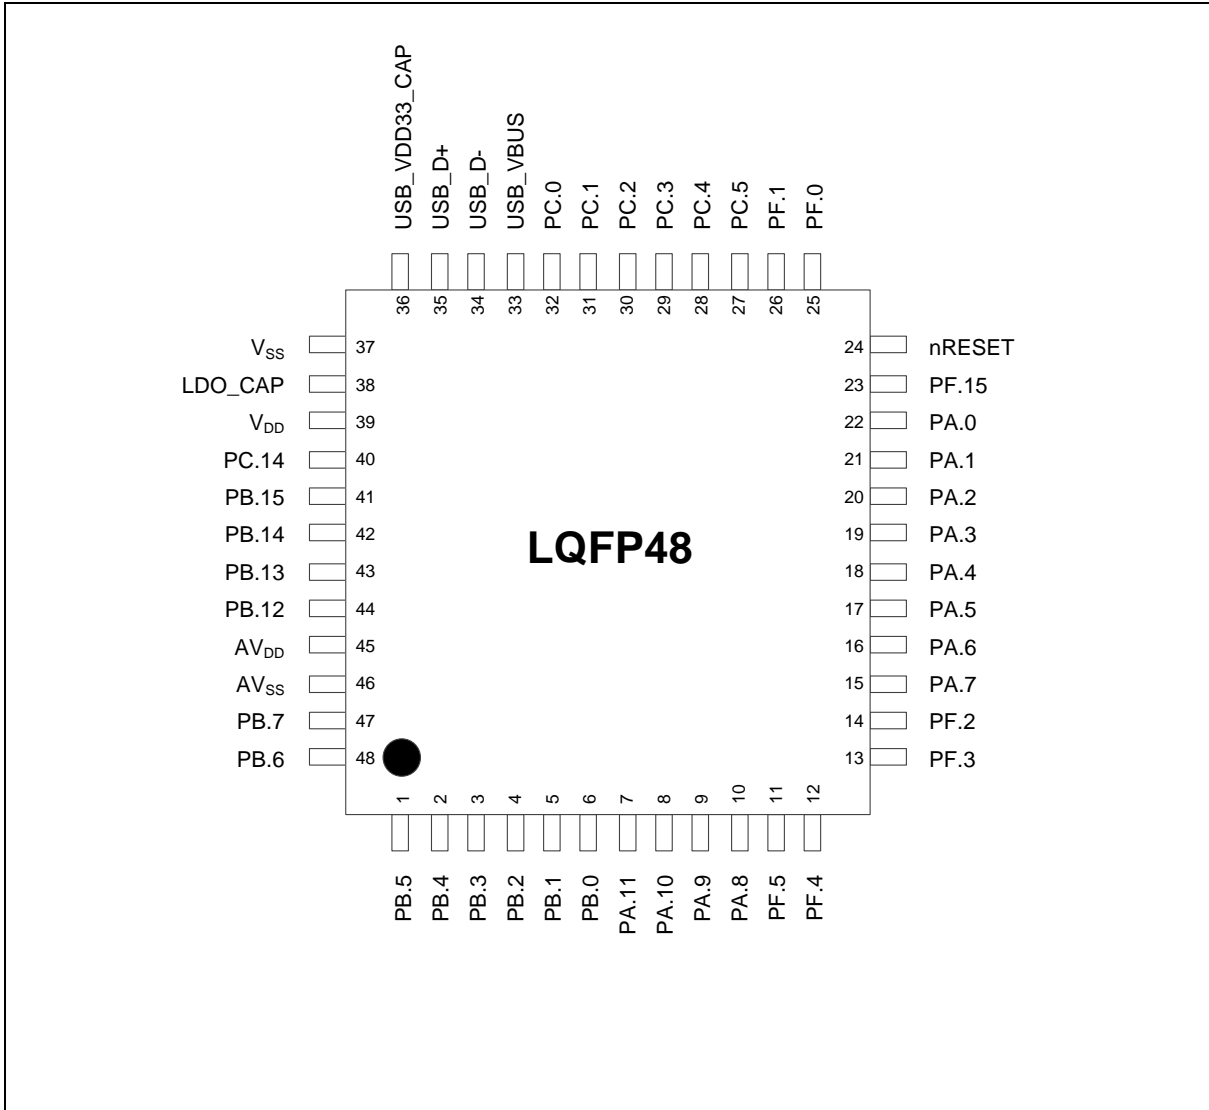 USB_VDD33_CAP
USB_D+
USB_D-
USB_VBUS
PC.0
PC.1
PC.2
PC.3
PC.4
PC.5
PF.1
PF.0
36
35
34
33
32
31
30
29
28
27
26
25
VSS 37
24 nRESET
LDO_CAP 38
23 PF.15
VDD 39
22 PA.0
PC.14 40
21 PA.1
PB.15 41
20 PA.2
PB.14 42
19 PA.3
LQFP48
PB.13 43
18 PA.4
PB.12 44
17 PA.5
AVDD 45
16 PA.6
AVSS 46
15 PA.7
PB.7 47
14 PF.2
PB.6 48
13 PF.3
1
2
3
4
5
6
7
8
9
10
11
12
PB.5
PB.4
PB.3
PB.2
PB.1
PB.0
PA.11
PA.10
PA.9
PA.8
PF.5
PF.4